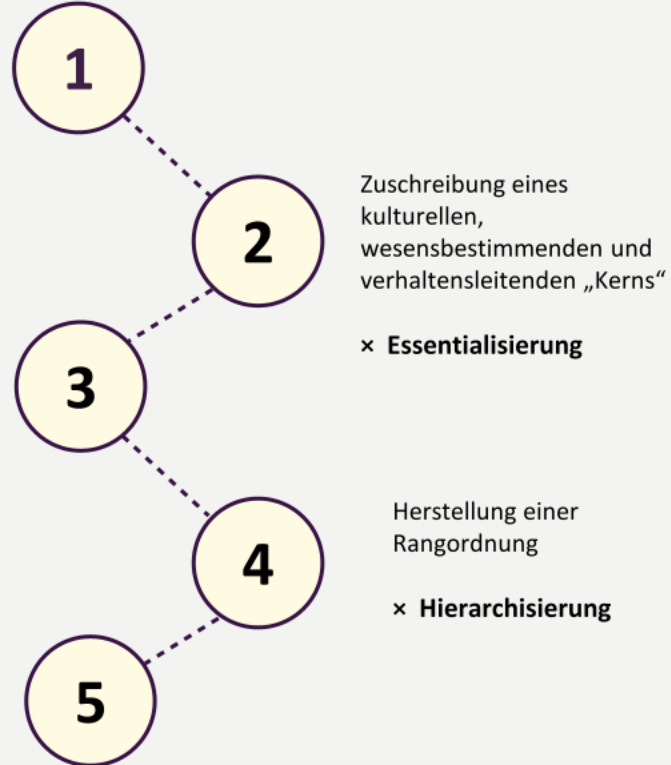 1
2
Zuschreibung eines
kulturellen,
wesensbestimmenden und
verhaltensleitenden „Kerns“
× Essentialisierung
3
4
Herstellung einer
Rangordnung
× Hierarchisierung
5